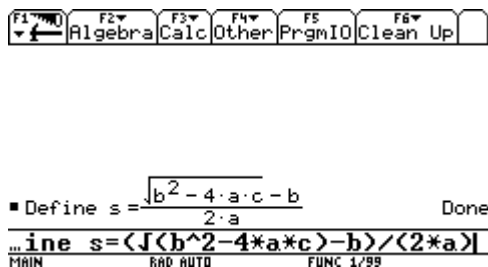 F1 F2 Algebra F3 Calc F4 Other F5 PrgmIO F6 Clean Up
▪ Define s = (√(b² - 4·a·c) - b)/(2·a) Done
…ine s=(√(b^2-4*a*c)-b)/(2*a)
MAIN RAD AUTO FUNC 1/99